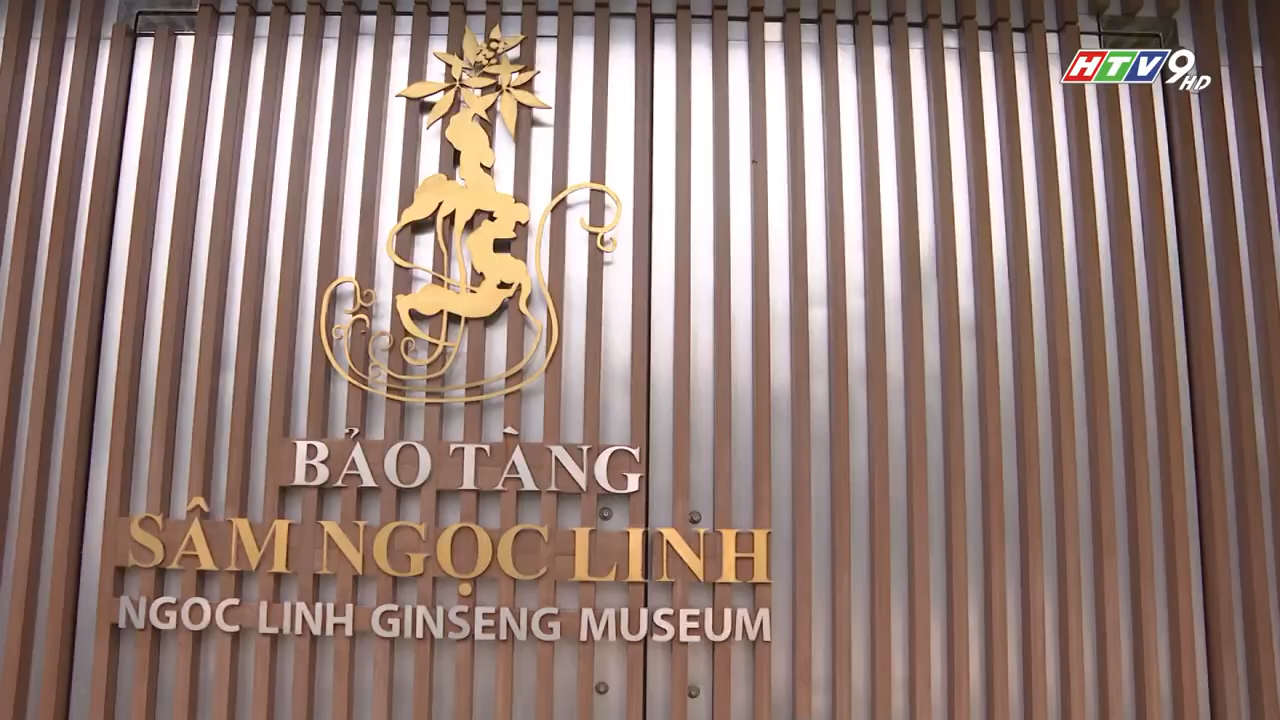 HTV9 HD
BẢO TÀNG
SÂM NGỌC LINH
NGOC LINH GINSENG MUSEUM